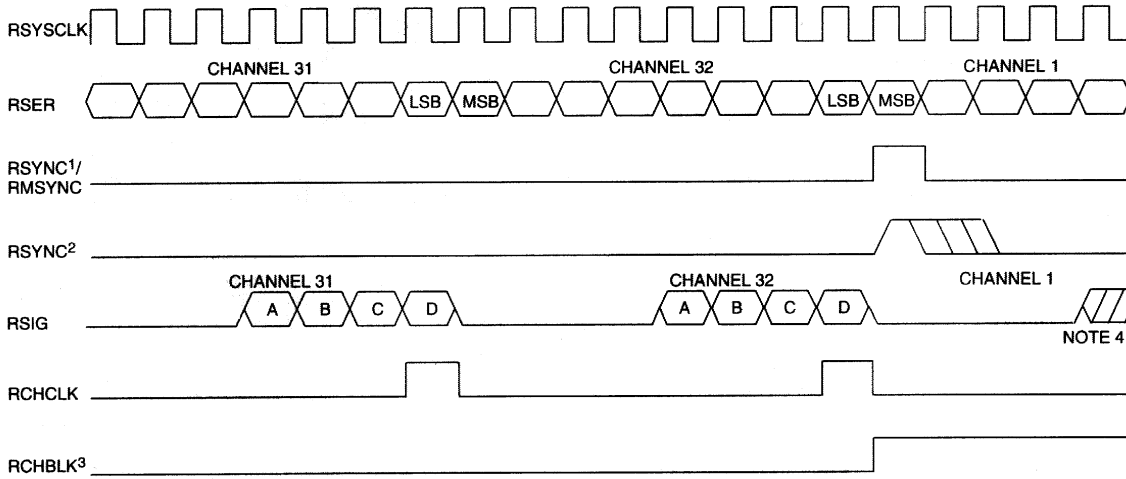 RSYSCLK
CHANNEL 31 CHANNEL 32 CHANNEL 1
RSER LSB MSB LSB MSB
RSYNC¹/
RMSYNC
RSYNC²
CHANNEL 31 CHANNEL 32 CHANNEL 1
RSIG A B C D A B C D
NOTE 4
RCHCLK
RCHBLK³